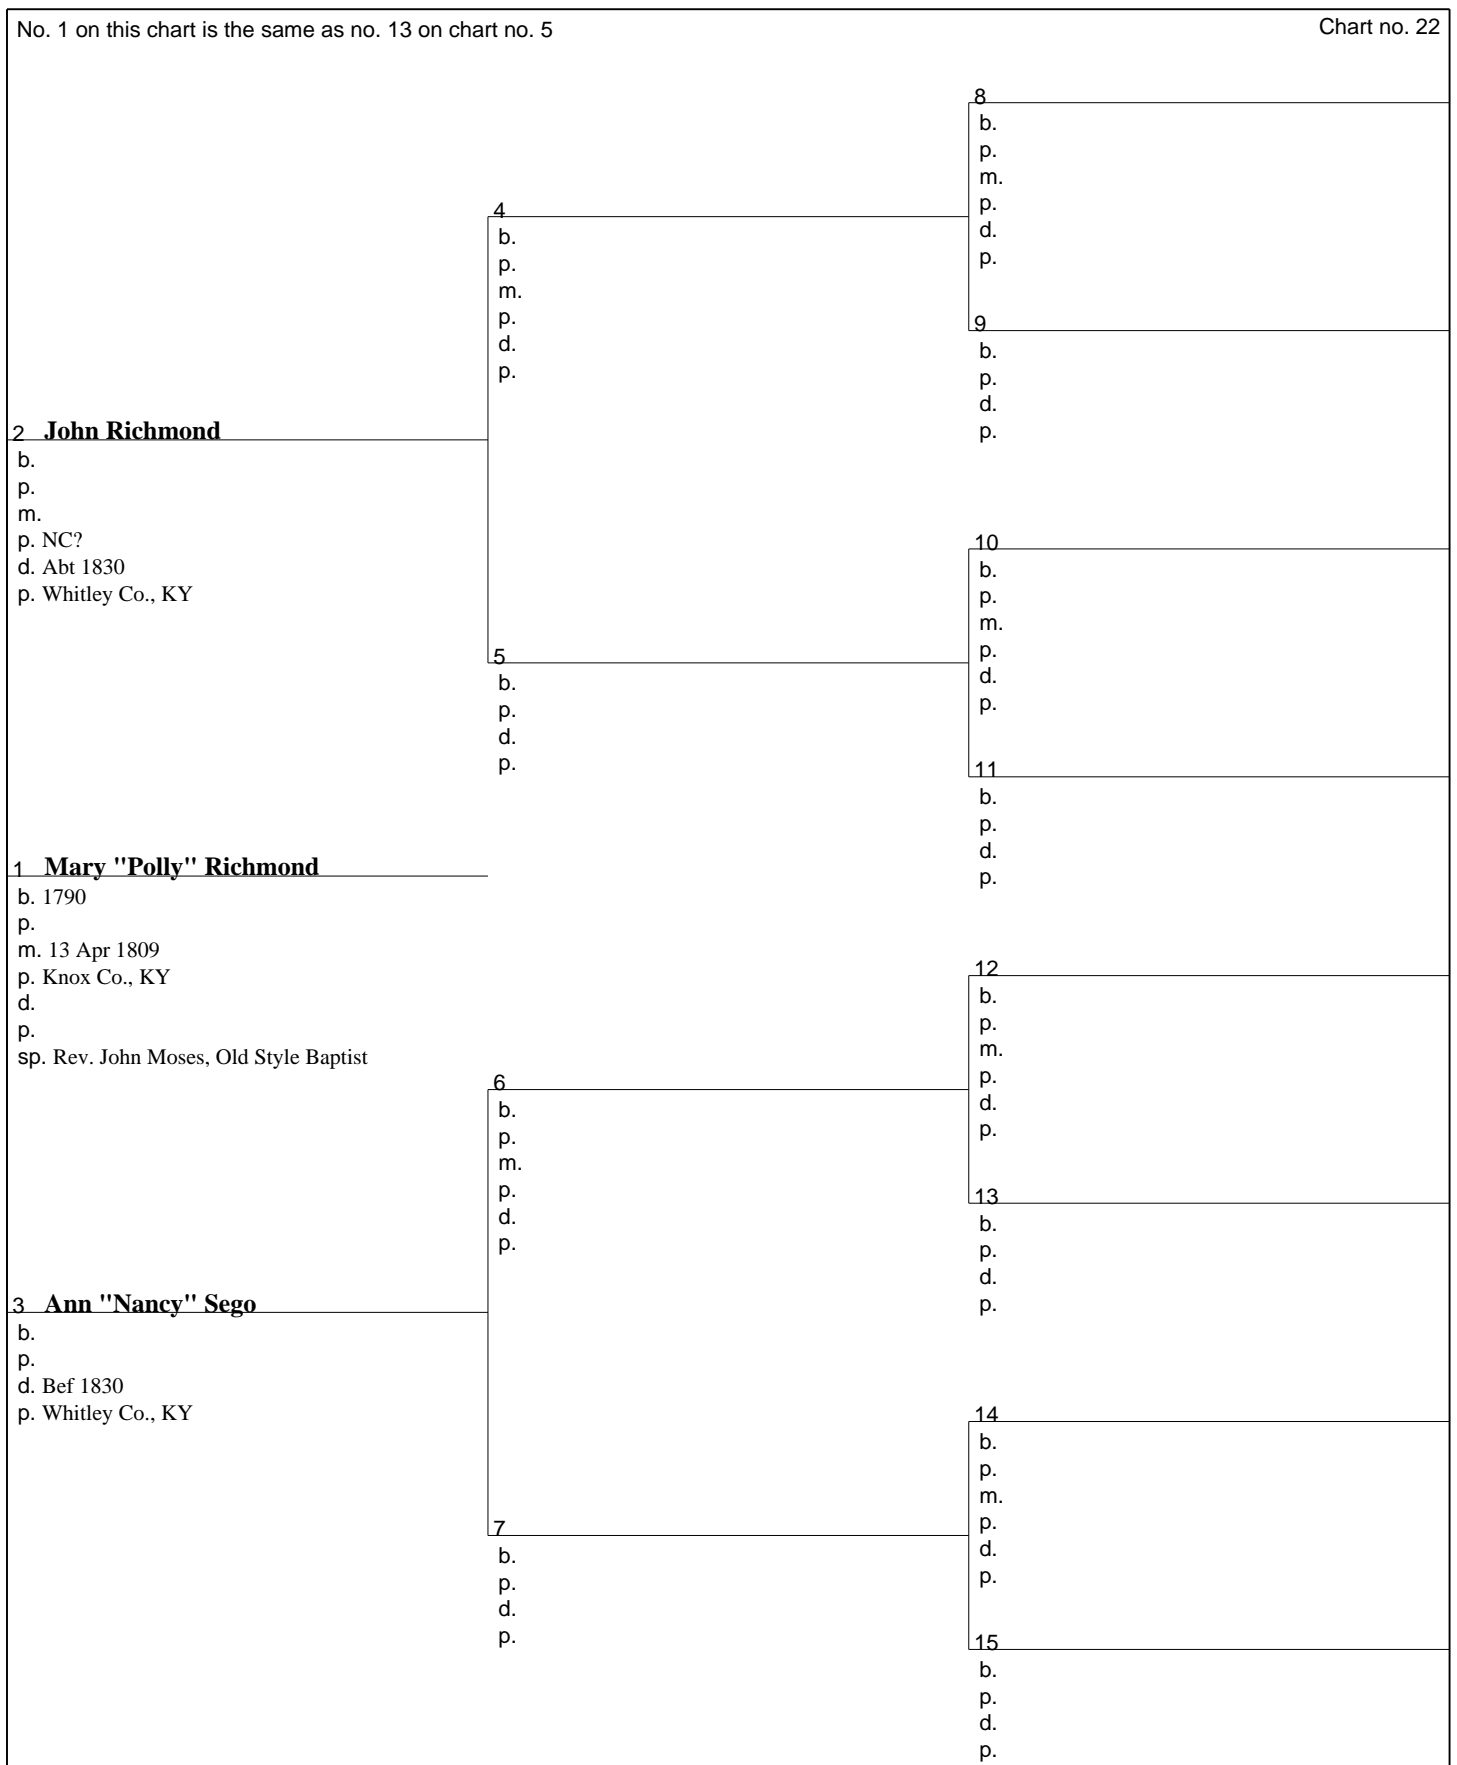 No. 1 on this chart is the same as no. 13 on chart no. 5
Chart no. 22
8
b.
p.
m.
p.
d.
p.
4
b.
p.
m.
p.
d.
p.
9
b.
p.
d.
p.
2 John Richmond
b.
p.
m.
p. NC?
d. Abt 1830
p. Whitley Co., KY
10
b.
p.
m.
p.
d.
p.
5
b.
p.
d.
p.
11
b.
p.
d.
p.
1 Mary "Polly" Richmond
b. 1790
p.
m. 13 Apr 1809
p. Knox Co., KY
d.
p.
sp. Rev. John Moses, Old Style Baptist
12
b.
p.
m.
p.
d.
p.
6
b.
p.
m.
p.
d.
p.
13
b.
p.
d.
p.
3 Ann "Nancy" Sego
b.
p.
d. Bef 1830
p. Whitley Co., KY
14
b.
p.
m.
p.
d.
p.
7
b.
p.
d.
p.
15
b.
p.
d.
p.